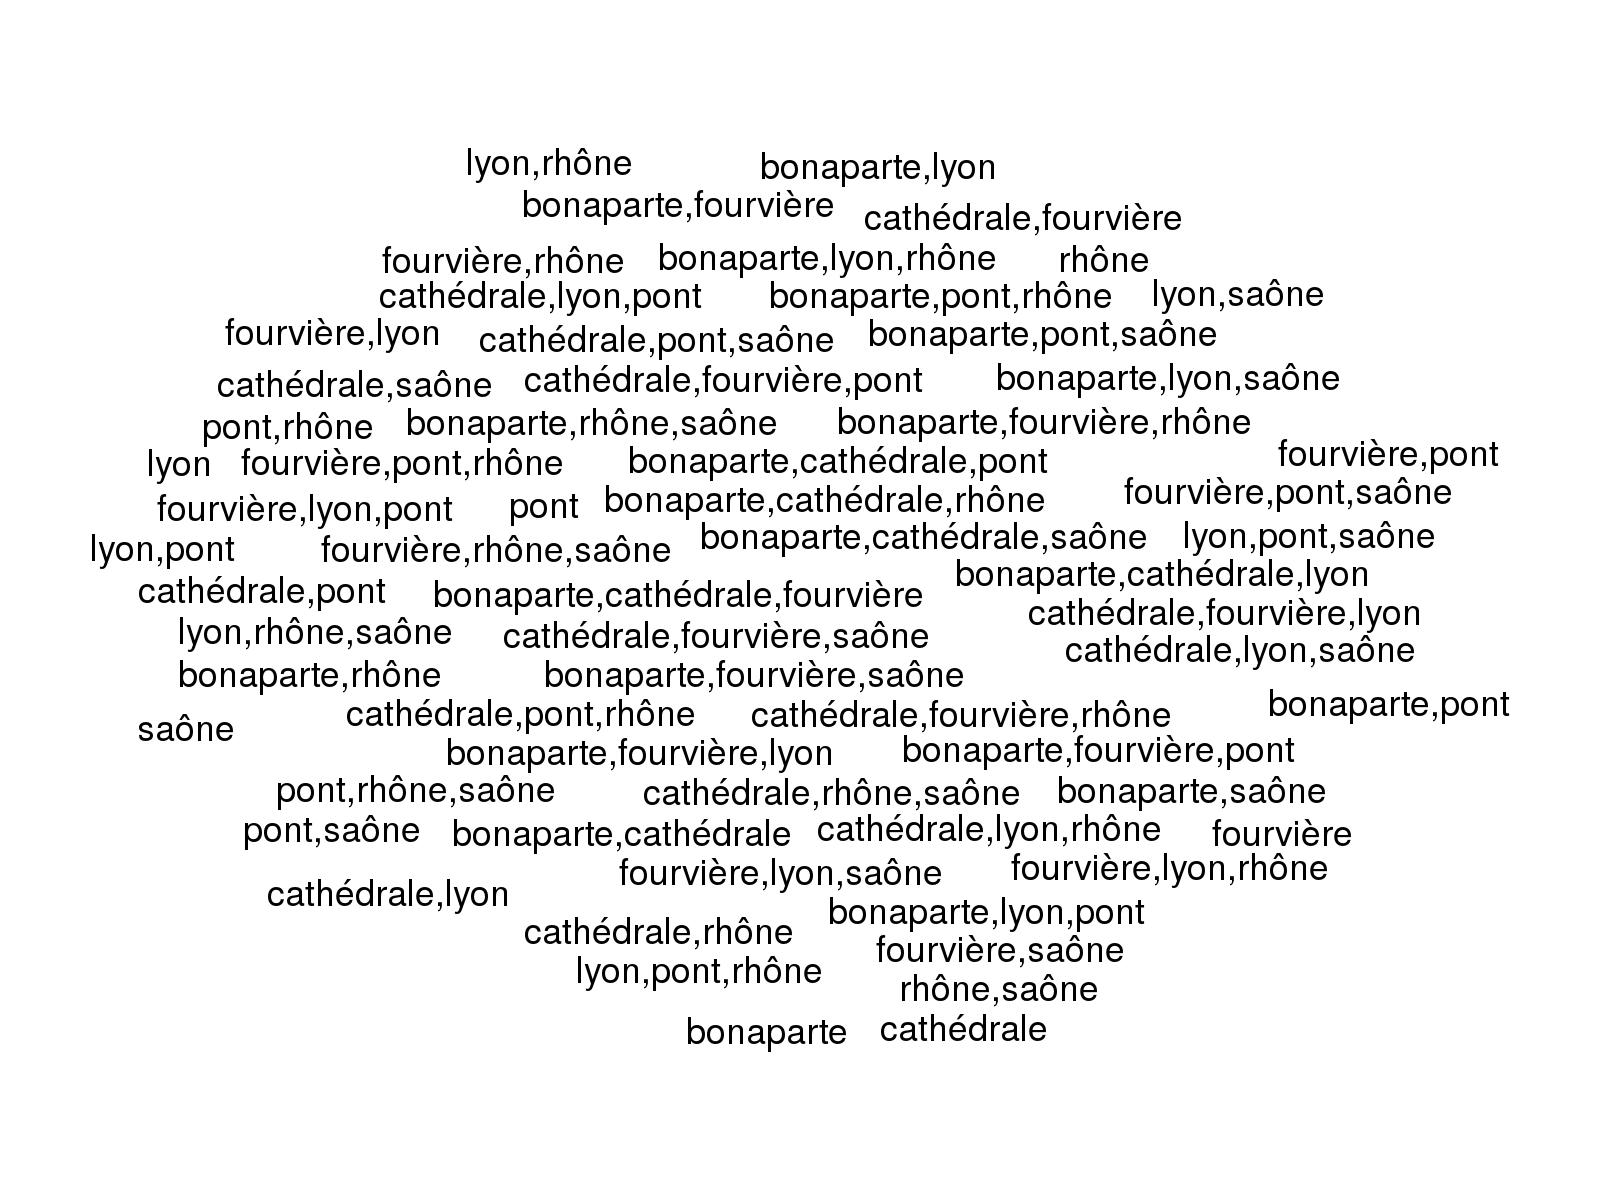 lyon,rhône
bonaparte,lyon
bonaparte,fourvière
cathédrale,fourvière
fourvière,rhône
bonaparte,lyon,rhône
rhône
cathédrale,lyon,pont
bonaparte,pont,rhône
lyon,saône
fourvière,lyon
cathédrale,pont,saône
bonaparte,pont,saône
cathédrale,saône
cathédrale,fourvière,pont
bonaparte,lyon,saône
pont,rhône
bonaparte,rhône,saône
bonaparte,fourvière,rhône
lyon
fourvière,pont,rhône
bonaparte,cathédrale,pont
fourvière,pont
fourvière,lyon,pont
pont
bonaparte,cathédrale,rhône
fourvière,pont,saône
lyon,pont
fourvière,rhône,saône
bonaparte,cathédrale,saône
lyon,pont,saône
cathédrale,pont
bonaparte,cathédrale,fourvière
bonaparte,cathédrale,lyon
cathédrale,fourvière,lyon
lyon,rhône,saône
cathédrale,fourvière,saône
cathédrale,lyon,saône
bonaparte,rhône
bonaparte,fourvière,saône
saône
cathédrale,pont,rhône
cathédrale,fourvière,rhône
bonaparte,pont
bonaparte,fourvière,lyon
bonaparte,fourvière,pont
pont,rhône,saône
cathédrale,rhône,saône
bonaparte,saône
pont,saône
bonaparte,cathédrale
cathédrale,lyon,rhône
fourvière
fourvière,lyon,saône
fourvière,lyon,rhône
cathédrale,lyon
bonaparte,lyon,pont
cathédrale,rhône
fourvière,saône
lyon,pont,rhône
rhône,saône
bonaparte
cathédrale